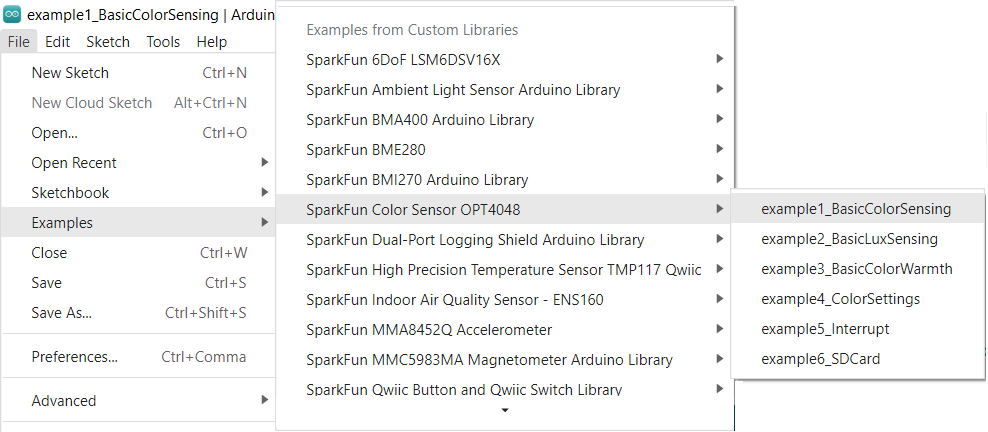 example1_BasicColorSensing | Arduin
File Edit Sketch Tools Help
New Sketch Ctrl+N
New Cloud Sketch Alt+Ctrl+N
Open... Ctrl+O
Open Recent
Sketchbook
Examples
Close Ctrl+W
Save Ctrl+S
Save As... Ctrl+Shift+S
Preferences... Ctrl+Comma
Advanced
Examples from Custom Libraries
SparkFun 6DoF LSM6DSV16X
SparkFun Ambient Light Sensor Arduino Library
SparkFun BMA400 Arduino Library
SparkFun BME280
SparkFun BMI270 Arduino Library
SparkFun Color Sensor OPT4048
SparkFun Dual-Port Logging Shield Arduino Library
SparkFun High Precision Temperature Sensor TMP117 Qwiic
SparkFun Indoor Air Quality Sensor - ENS160
SparkFun MMA8452Q Accelerometer
SparkFun MMC5983MA Magnetometer Arduino Library
SparkFun Qwiic Button and Qwiic Switch Library
example1_BasicColorSensing
example2_BasicLuxSensing
example3_BasicColorWarmth
example4_ColorSettings
example5_Interrupt
example6_SDCard